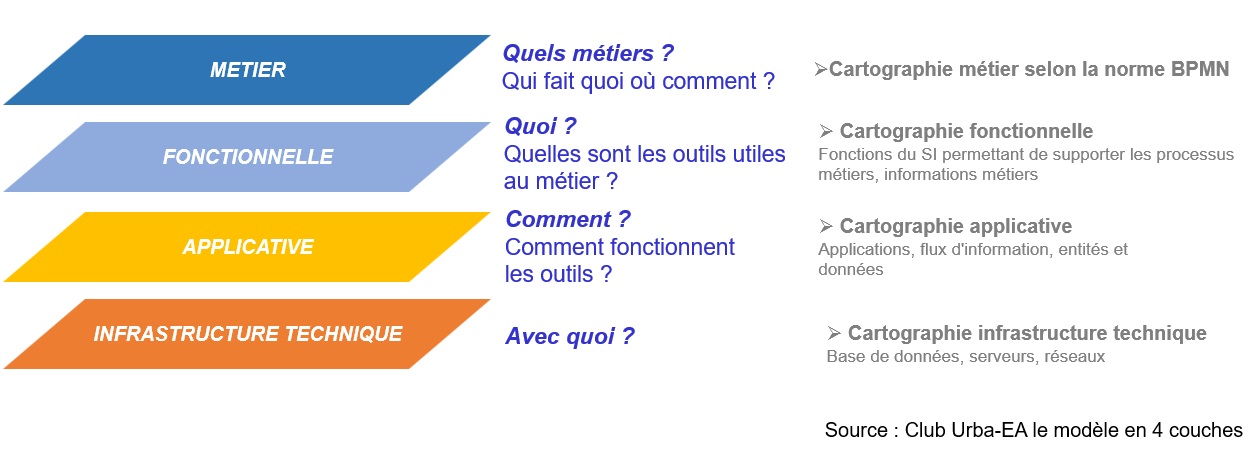 METIER
Quels métiers ?
Qui fait quoi où comment ?
➢Cartographie métier selon la norme BPMN
FONCTIONNELLE
Quoi ?
Quelles sont les outils utiles
au métier ?
➢ Cartographie fonctionnelle
Fonctions du SI permettant de supporter les processus
métiers, informations métiers
APPLICATIVE
Comment ?
Comment fonctionnent
les outils ?
➢ Cartographie applicative
Applications, flux d'information, entités et
données
INFRASTRUCTURE TECHNIQUE
Avec quoi ?
➢ Cartographie infrastructure technique
Base de données, serveurs, réseaux
Source : Club Urba-EA le modèle en 4 couches